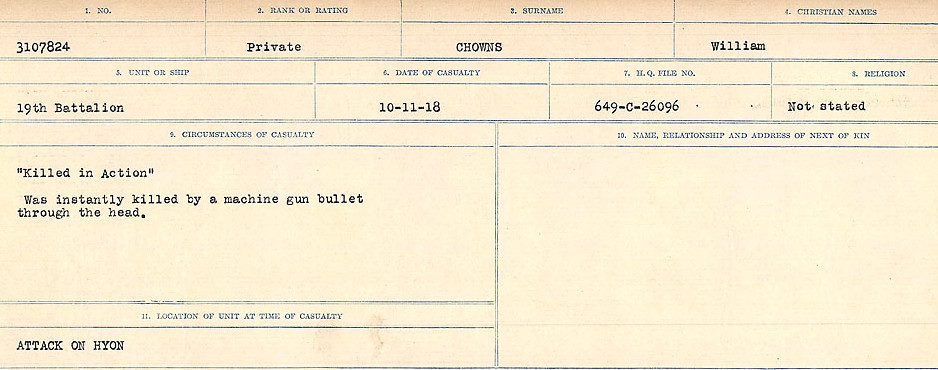 1. NO.
2. RANK OR RATING
3. SURNAME
4. CHRISTIAN NAMES
3107824
Private
CHOWNS
William
5. UNIT OR SHIP
6. DATE OF CASUALTY
7. H.Q. FILE NO.
8. RELIGION
19th Battalion
10-11-18
649-C-26096
Not stated
9. CIRCUMSTANCES OF CASUALTY
10. NAME, RELATIONSHIP AND ADDRESS OF NEXT OF KIN
"Killed in Action"
Was instantly killed by a machine gun bullet
through the head.
11. LOCATION OF UNIT AT TIME OF CASUALTY
ATTACK ON HYON